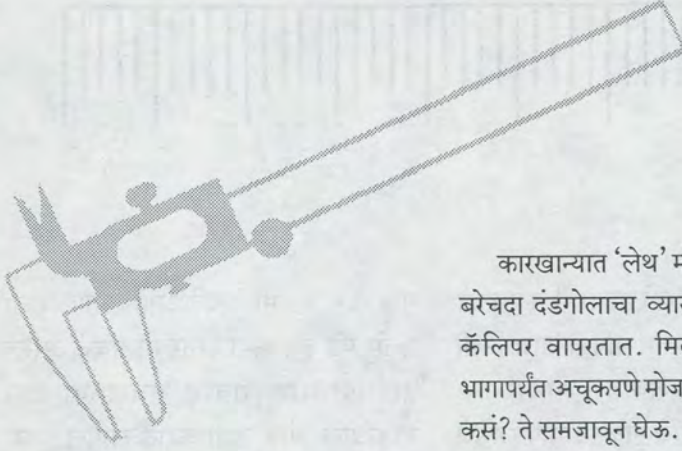 कारखान्यात ‘लेथ’
बरेचदा दंडगोलाचा
कॅलिपर वापरतात.
भागापर्यंत अचूकपणे
कसं? ते समजावून घेऊ.